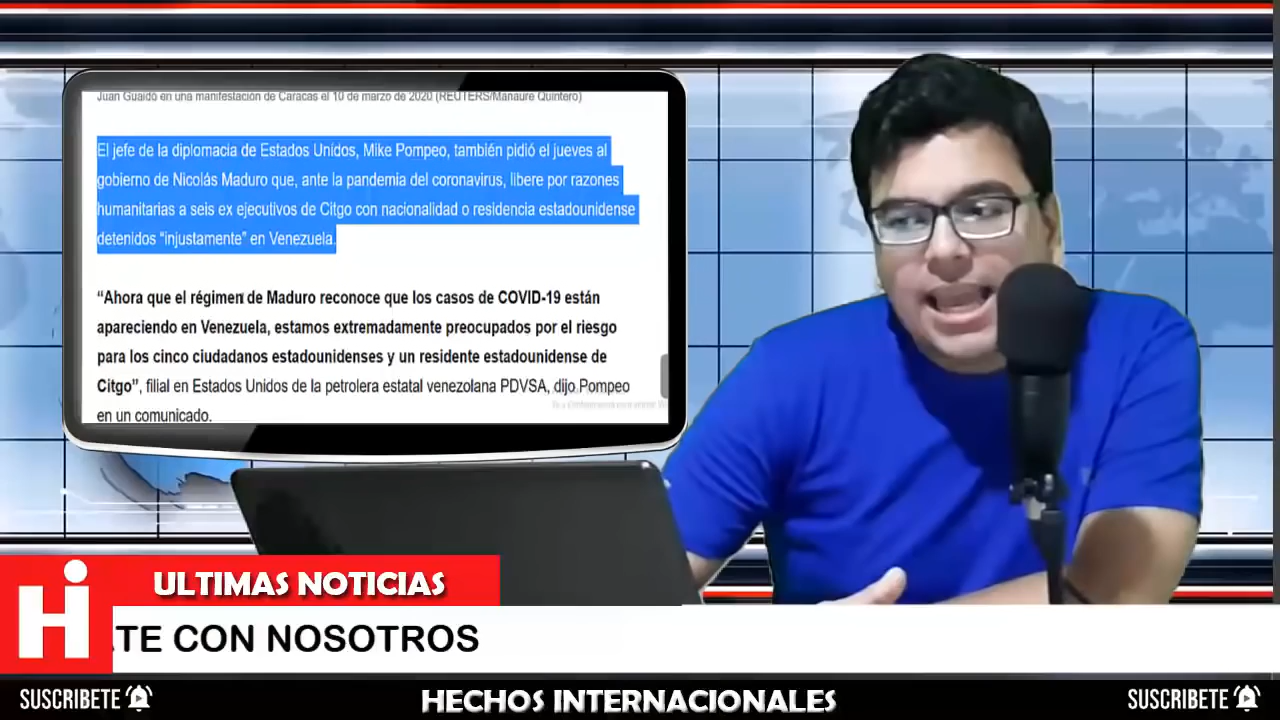 Juan Guaidó en una manifestación de Caracas el 10 de marzo de 2020 (REUTERS/Manaure Quintero)
El jefe de la diplomacia de Estados Unidos, Mike Pompeo, también pidió el jueves al
gobierno de Nicolás Maduro que, ante la pandemia del coronavirus, libere por razones
humanitarias a seis ex ejecutivos de Citgo con nacionalidad o residencia estadounidense
detenidos “injustamente” en Venezuela.
“Ahora que el régimen de Maduro reconoce que los casos de COVID-19 están
apareciendo en Venezuela, estamos extremadamente preocupados por el riesgo
para los cinco ciudadanos estadounidenses y un residente estadounidense de
Citgo”, filial en Estados Unidos de la petrolera estatal venezolana PDVSA, dijo Pompeo
en un comunicado.
Hi
ULTIMAS NOTICIAS
TE CON NOSOTROS
SUSCRIBETE
HECHOS INTERNACIONALES
SUSCRIBETE